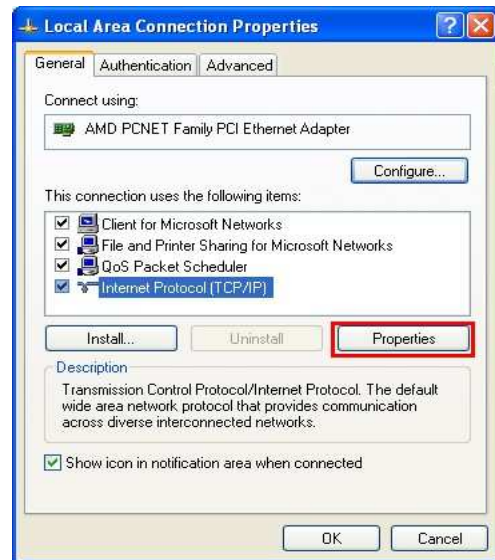 Local Area Connection Properties
General Authentication Advanced
Connect using:
AMD PCNET Family PCI Ethernet Adapter
Configure...
This connection uses the following items:
Client for Microsoft Networks
File and Printer Sharing for Microsoft Networks
QoS Packet Scheduler
Internet Protocol (TCP/IP)
Install... Uninstall Properties
Description
Transmission Control Protocol/Internet Protocol. The default
wide area network protocol that provides communication
across diverse interconnected networks.
Show icon in notification area when connected
OK Cancel